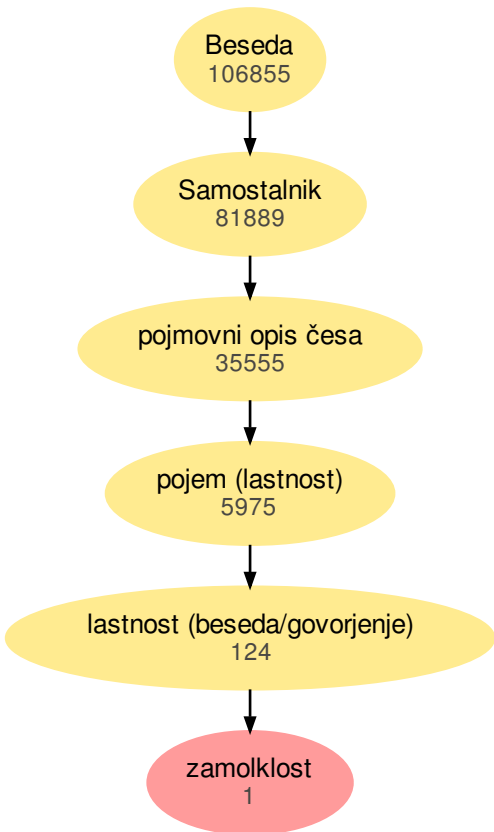 Beseda
106855
Samostalnik
81889
pojmovni opis česa
35555
pojem (lastnost)
5975
lastnost (beseda/govorjenje)
124
zamolklost
1